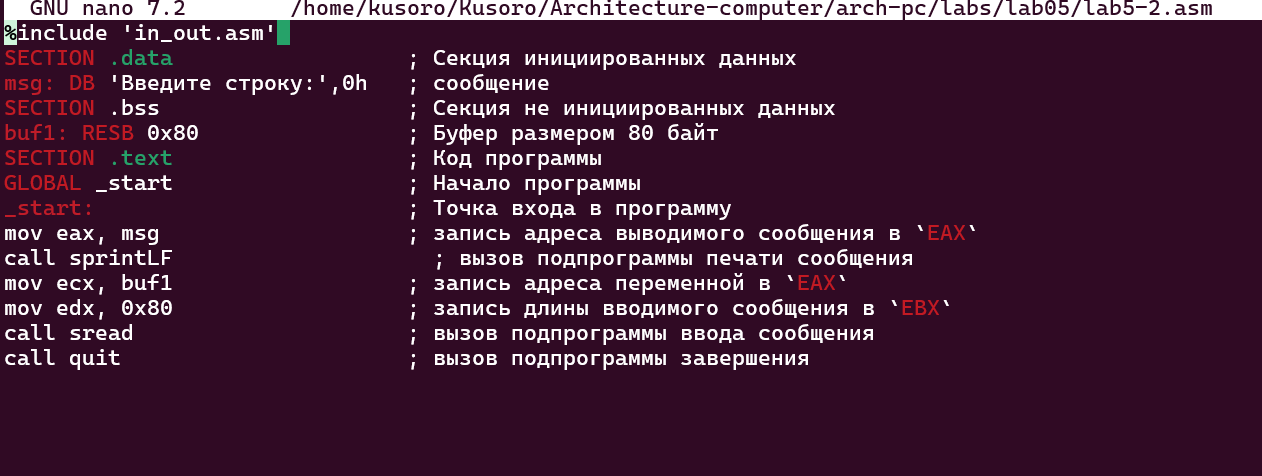 GNU nano 7.2 /home/kusoro/Kusoro/Architecture-computer/arch-pc/labs/lab05/lab5-2.asm
%include 'in_out.asm'
SECTION .data ; Секция инициированных данных
msg: DB 'Введите строку:',0h ; сообщение
SECTION .bss ; Секция не инициированных данных
buf1: RESB 0x80 ; Буфер размером 80 байт
SECTION .text ; Код программы
GLOBAL _start ; Начало программы
_start: ; Точка входа в программу
mov eax, msg ; запись адреса выводимого сообщения в `EAX`
call sprintLF ; вызов подпрограммы печати сообщения
mov ecx, buf1 ; запись адреса переменной в `EAX`
mov edx, 0x80 ; запись длины вводимого сообщения в `EBX`
call sread ; вызов подпрограммы ввода сообщения
call quit ; вызов подпрограммы завершения